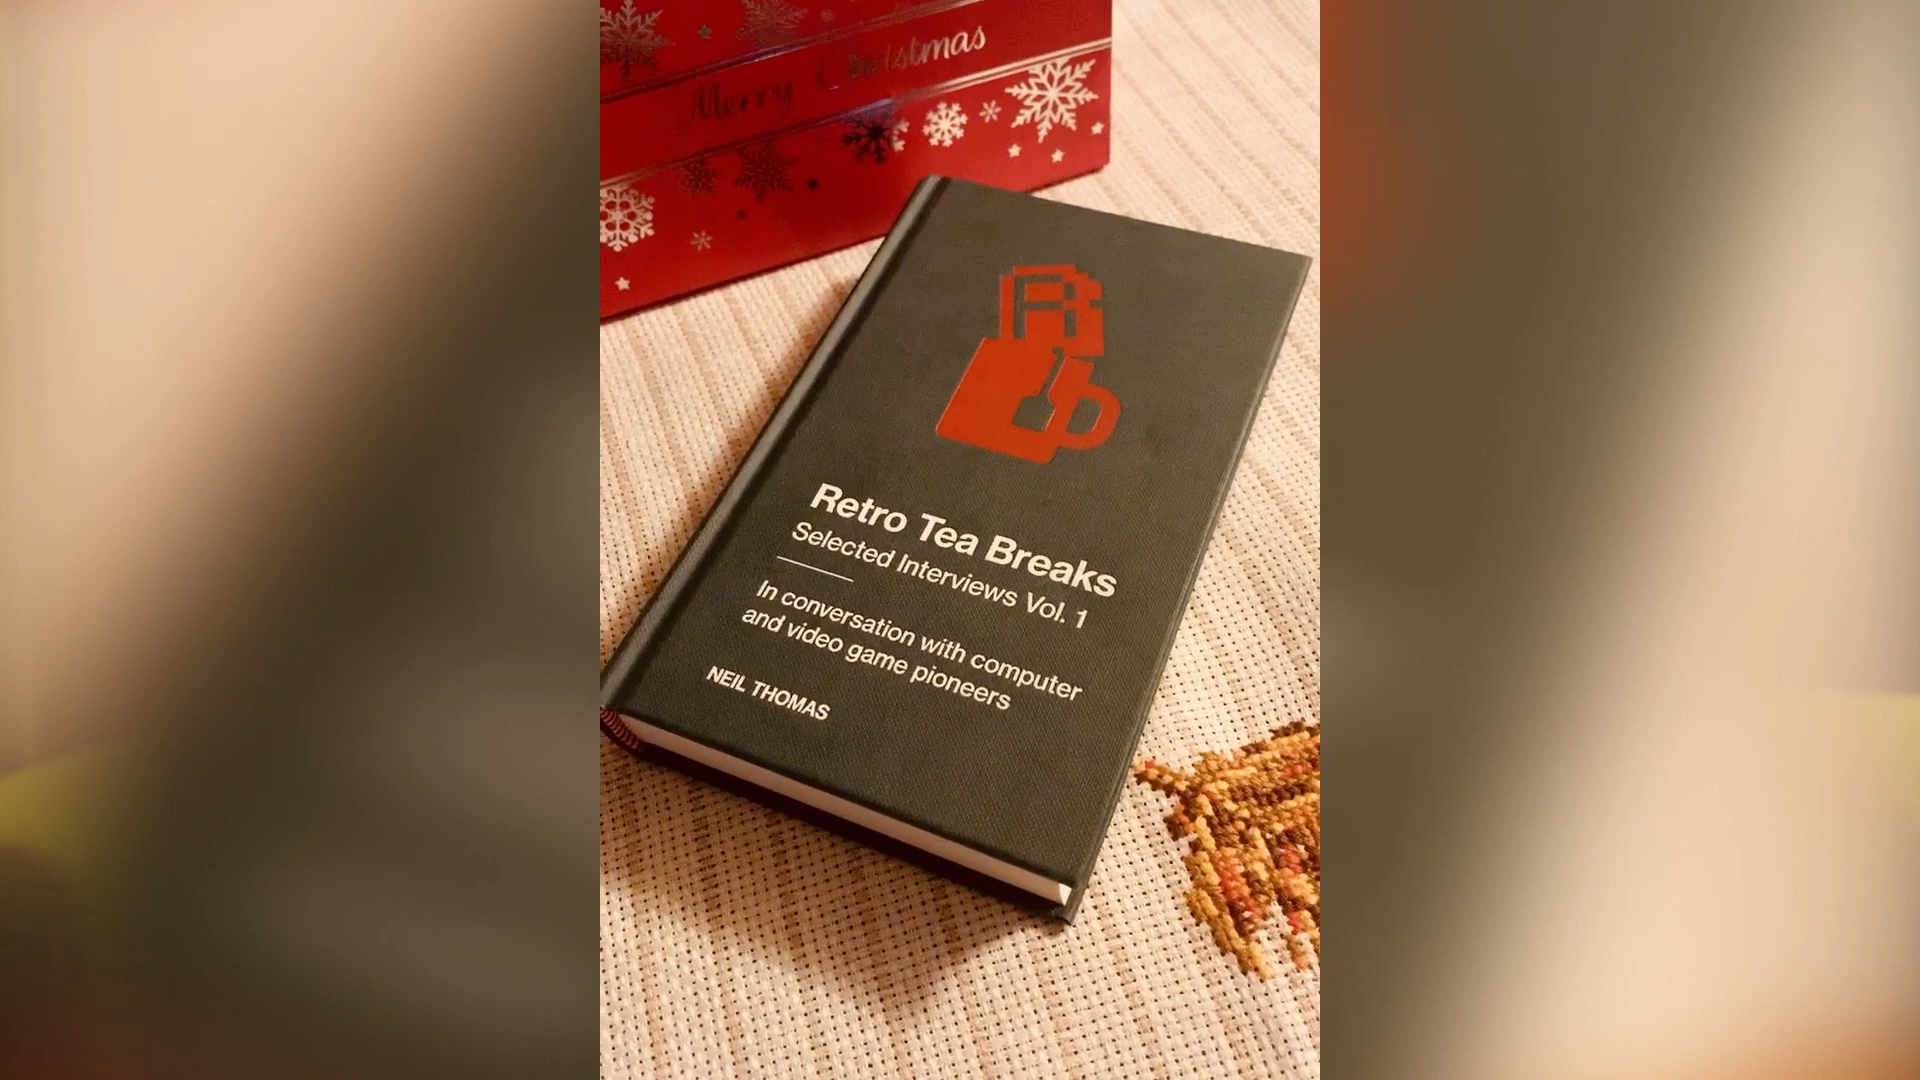 Merry Christmas
R
Retro Tea Breaks
Selected Interviews Vol. 1
In conversation with computer
and video game pioneers
NEIL THOMAS